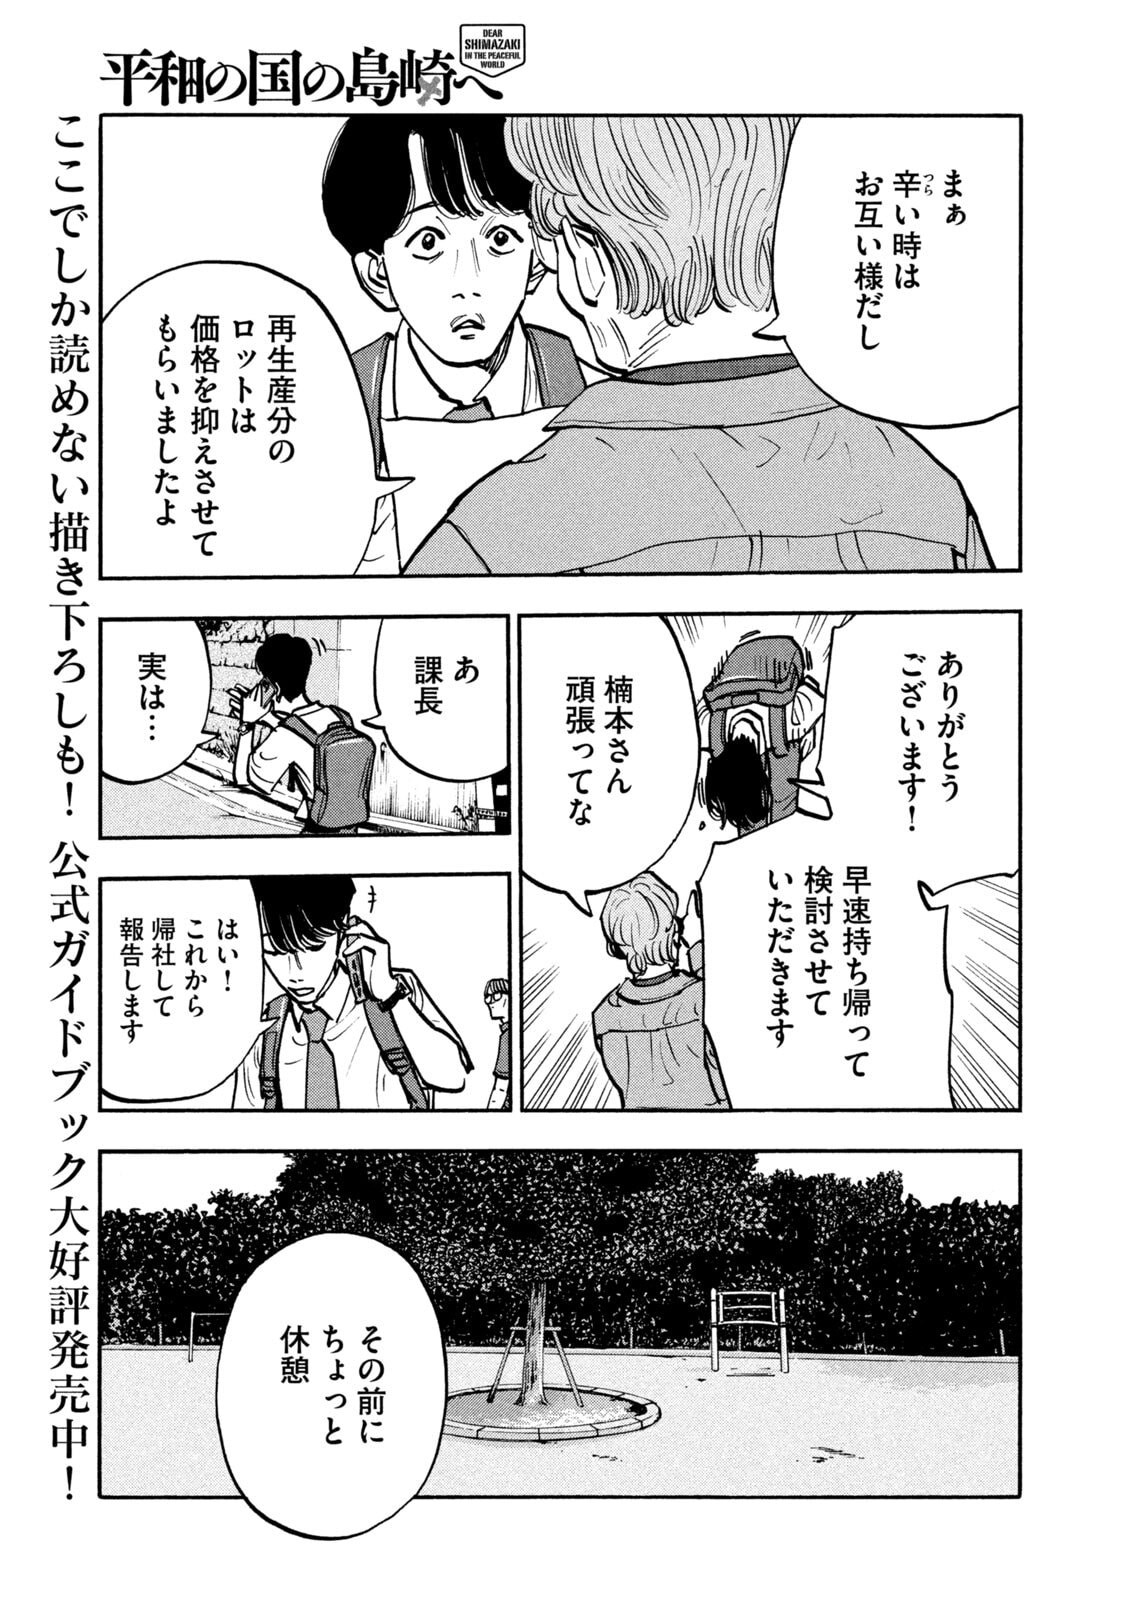 DEAR
SHIMAZAKI
IN THE PEACEFUL
WORLD
平和の国の島崎へ
まぁ
辛い時は
お互い様だし
つら
再生産分の
ロットは
価格を抑えさせて
もらいましたよ
ありがとう
ございます!
早速持ち帰って
検討させて
いただきます
楠本さん
頑張ってな
あ
課長
実は…
はい!
これから
帰社して
報告します
その前に
ちょっと
休憩
ここでしか読めない描き下ろしも! 公式ガイドブック大好評発売中!